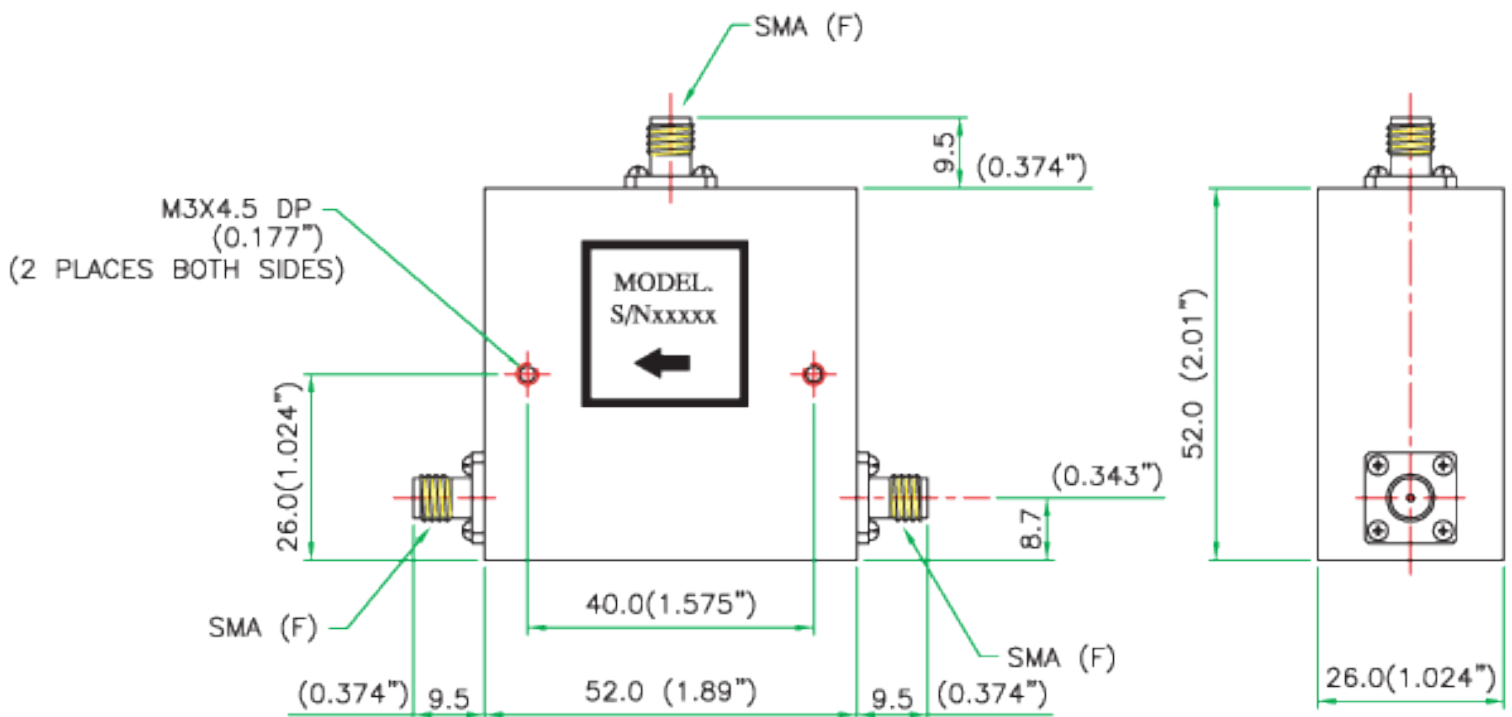 SMA (F)
9.5
(0.374")
M3X4.5 DP
(0.177")
(2 PLACES BOTH SIDES)
MODEL.
S/Nxxxxx
26.0(1.024")
52.0 (2.01")
(0.343")
8.7
40.0(1.575")
SMA (F)
SMA (F)
(0.374") 9.5
52.0 (1.89")
9.5 (0.374")
26.0(1.024")